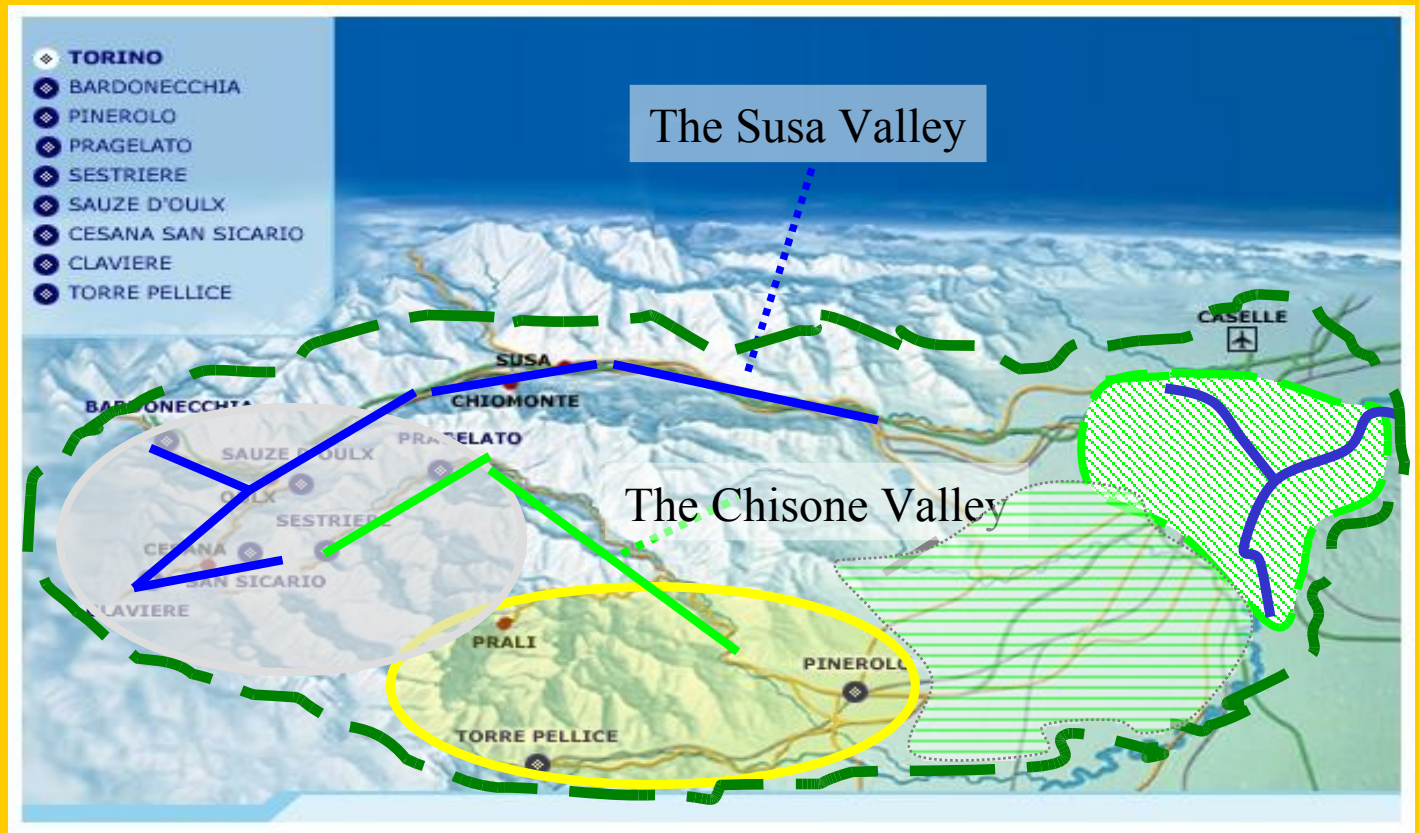 TORINO
BARDONECCHIA
PINEROLO
PRAGELATO
SESTRIERE
SAUZE D'OULX
CESANA SAN SICARIO
CLAVIERE
TORRE PELLICE
The Susa Valley
CASELLE
SUSA
CHIOMONTE
BARDONECCHIA
PRAGELATO
SAUZE D'OULX
OULX
The Chisone Valley
SESTRIERE
CESANA
SAN SICARIO
CLAVIERE
PRALI
PINEROLO
TORRE PELLICE